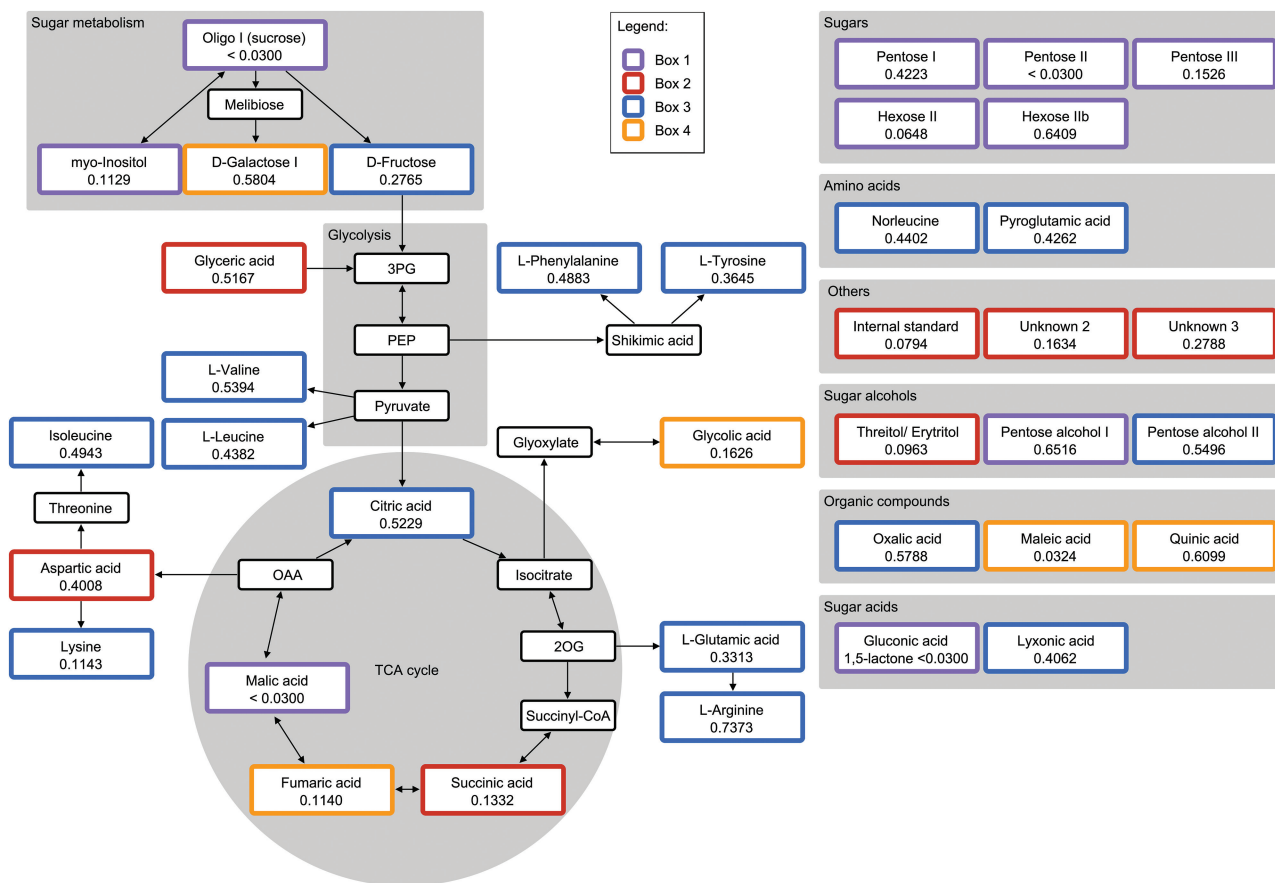 Sugar metabolism
Oligo I (sucrose)
< 0.0300
Melibiose
myo-Inositol
0.1129
D-Galactose I
0.5804
D-Fructose
0.2765
Legend:
Box 1
Box 2
Box 3
Box 4
Glycolysis
Glyceric acid
0.5167
3PG
PEP
Pyruvate
L-Phenylalanine
0.4883
L-Tyrosine
0.3645
Shikimic acid
L-Valine
0.5394
L-Leucine
0.4382
Isoleucine
0.4943
Threonine
Aspartic acid
0.4008
Lysine
0.1143
Glyoxylate
Glycolic acid
0.1626
Citric acid
0.5229
OAA
Isocitrate
TCA cycle
2OG
L-Glutamic acid
0.3313
L-Arginine
0.7373
Malic acid
< 0.0300
Succinyl-CoA
Fumaric acid
0.1140
Succinic acid
0.1332
Sugars
Pentose I
0.4223
Pentose II
< 0.0300
Pentose III
0.1526
Hexose II
0.0648
Hexose IIb
0.6409
Amino acids
Norleucine
0.4402
Pyroglutamic acid
0.4262
Others
Internal standard
0.0794
Unknown 2
0.1634
Unknown 3
0.2788
Sugar alcohols
Threitol/ Erytritol
0.0963
Pentose alcohol I
0.6516
Pentose alcohol II
0.5496
Organic compounds
Oxalic acid
0.5788
Maleic acid
0.0324
Quinic acid
0.6099
Sugar acids
Gluconic acid
1,5-lactone <0.0300
Lyxonic acid
0.4062